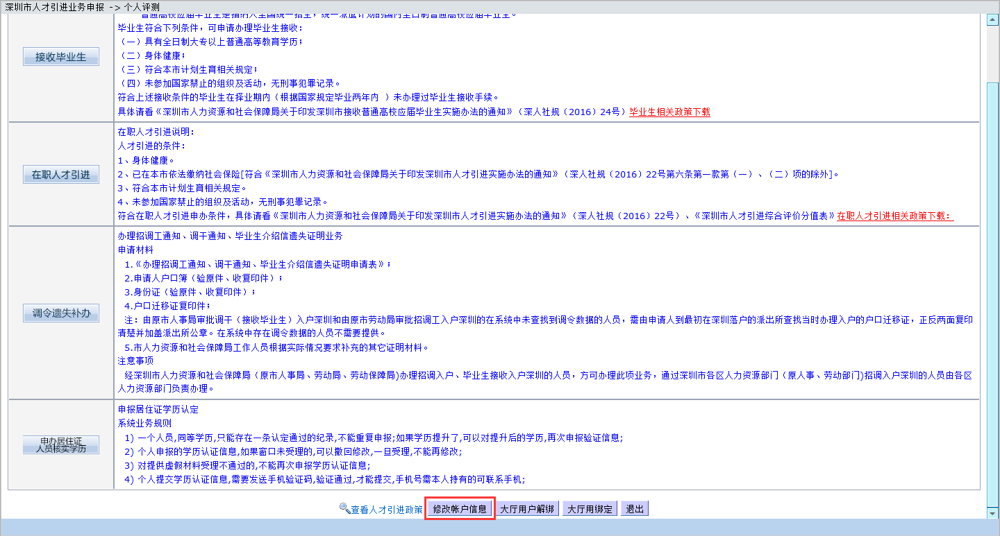 深圳市人才引进业务申报 -> 个人评测
普通高校应届毕业生是指纳入全国统一招生，统一派遣计划的国内全日制普通高校应届毕业生。
毕业生符合下列条件，可申请办理毕业生接收：
（一）具有全日制大专以上普通高等教育学历；
（二）身体健康；
（三）符合本市计划生育相关规定；
（四）未参加国家禁止的组织及活动，无刑事犯罪记录。
符合上述接收条件的毕业生在择业期内（根据国家规定毕业两年内 ）未办理过毕业生接收手续。
具体请看《深圳市人力资源和社会保障局关于印发深圳市接收普通高校应届毕业生实施办法的通知》（深人社规（2016）24号）毕业生相关政策下载
接收毕业生
在职人才引进说明：
人才引进的条件：
1、身体健康。
2、已在本市依法缴纳社会保险[符合《深圳市人力资源和社会保障局关于印发深圳市人才引进实施办法的通知》（深人社规（2016）22号第六条第一款第（一）、（二）项的除外]。
3、符合本市计划生育相关规定。
4、未参加国家禁止的组织及活动，无刑事犯罪记录。
符合在职人才引进申办条件，具体请看《深圳市人力资源和社会保障局关于印发深圳市人才引进实施办法的通知》（深人社规（2016）22号）、《深圳市人才引进综合评价分值表》在职人才引进相关政策下载：
在职人才引进
办理招调工通知、调干通知、毕业生介绍信遗失证明业务
申请材料
1.《办理招调工通知、调干通知、毕业生介绍信遗失证明申请表》；
2.申请人户口簿（验原件、收复印件）；
3.身份证（验原件、收复印件）；
4.户口迁移证复印件；
注：由原市人事局审批调干（接收毕业生）入户深圳和由原市劳动局审批招调工入户深圳的在系统中未查找到调令数据的人员，需由申请人到最初在深圳落户的派出所查找当时办理入户的户口迁移证，正反两面复印
清楚并加盖派出所公章。在系统中存在调令数据的人员不需要提供。
5.市人力资源和社会保障局工作人员根据实际情况要求补充的其它证明材料。
注意事项
经深圳市人力资源和社会保障局（原市人事局、劳动局、劳动保障局)办理招调入户、毕业生接收入户深圳的人员，方可办理此项业务，通过深圳市各区人力资源部门（原人事、劳动部门)招调入户深圳的人员由各区
人力资源部门负责办理。
调令遗失补办
申报居住证学历认定
系统业务规则
1) 一个人员,同等学历,只能存在一条认定通过的纪录,不能重复申报;如果学历提升了,可以对提升后的学历,再次申报验证信息;
2) 个人申报的学历认证信息,如果窗口未受理的,可以撤回修改,一旦受理,不能再修改;
3) 对提供虚假材料受理不通过的,不能再次申报学历认证信息;
4) 个人提交学历认证信息,需要发送手机验证码,验证通过,才能提交,手机号需本人持有的可联系手机;
申办居住证
人员核实学历
查看人才引进政策 修改帐户信息 大厅用户解绑 大厅用绑定 退出